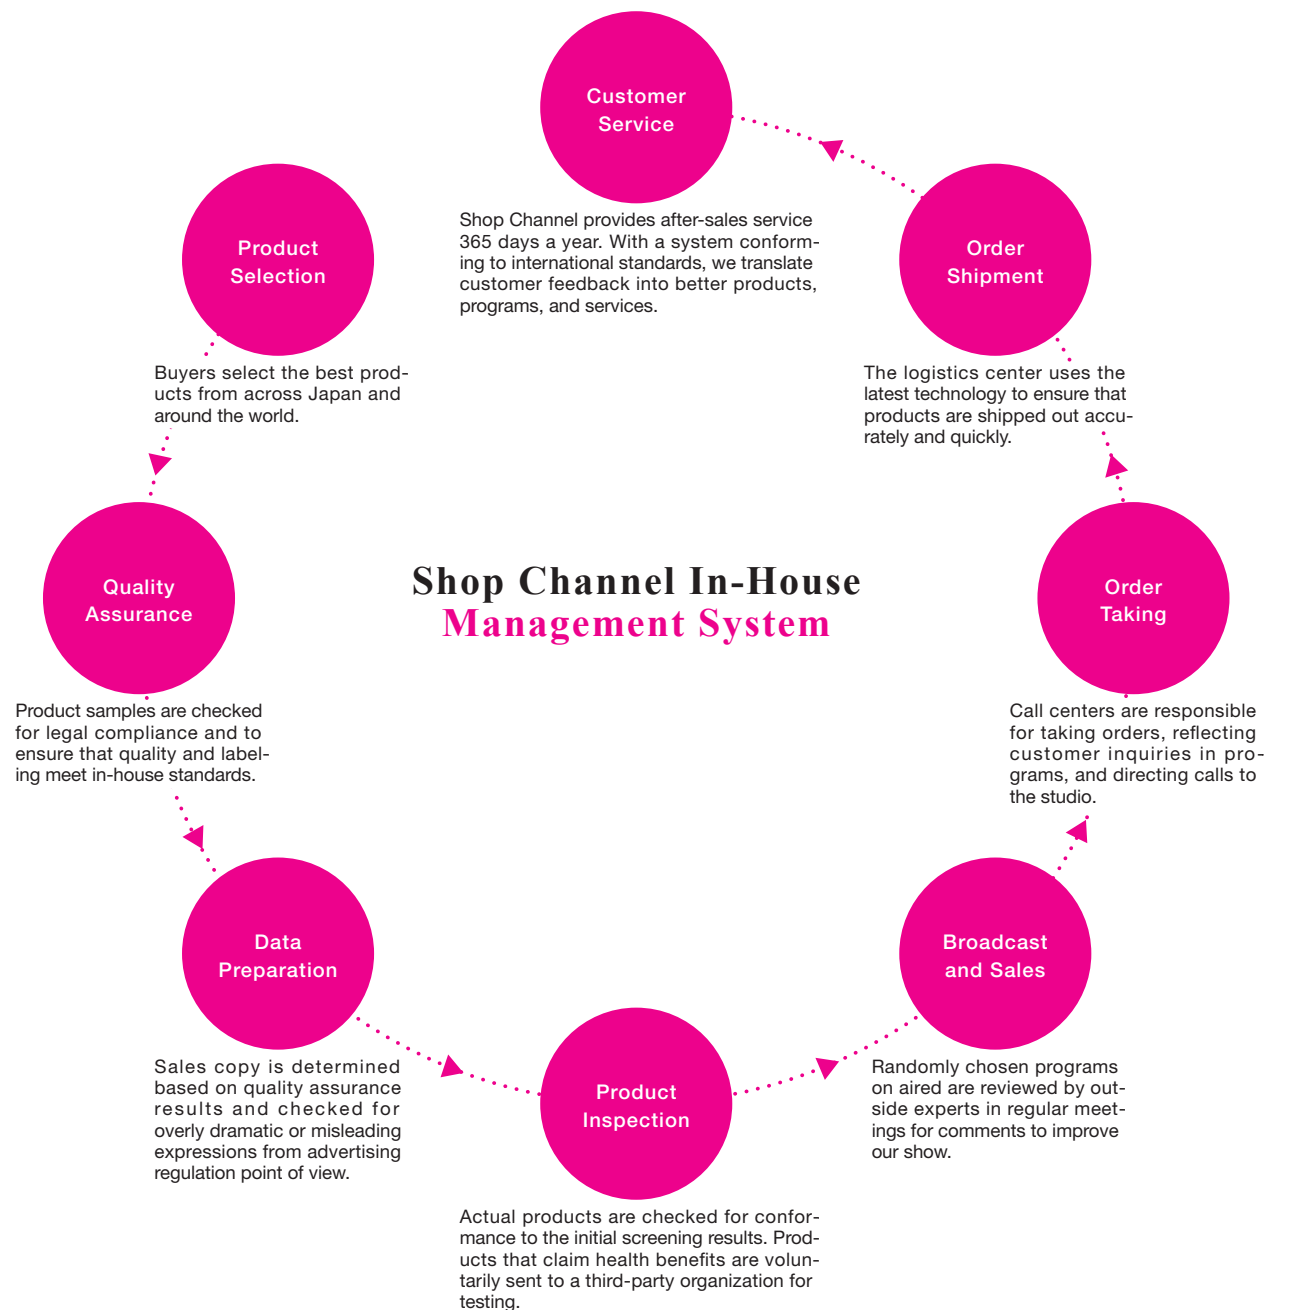 Customer
Service
Shop Channel provides after-sales service
365 days a year. With a system conform-
ing to international standards, we translate
customer feedback into better products,
programs, and services.
Product
Selection
Buyers select the best prod-
ucts from across Japan and
around the world.
Order
Shipment
The logistics center uses the
latest technology to ensure that
products are shipped out accu-
rately and quickly.
Shop Channel In-House
Management System
Quality
Assurance
Product samples are checked
for legal compliance and to
ensure that quality and label-
ing meet in-house standards.
Order
Taking
Call centers are responsible
for taking orders, reflecting
customer inquiries in pro-
grams, and directing calls to
the studio.
Data
Preparation
Sales copy is determined
based on quality assurance
results and checked for
overly dramatic or misleading
expressions from advertising
regulation point of view.
Product
Inspection
Actual products are checked for confor-
mance to the initial screening results. Prod-
ucts that claim health benefits are volun-
tarily sent to a third-party organization for
testing.
Broadcast
and Sales
Randomly chosen programs
on aired are reviewed by out-
side experts in regular meet-
ings for comments to improve
our show.